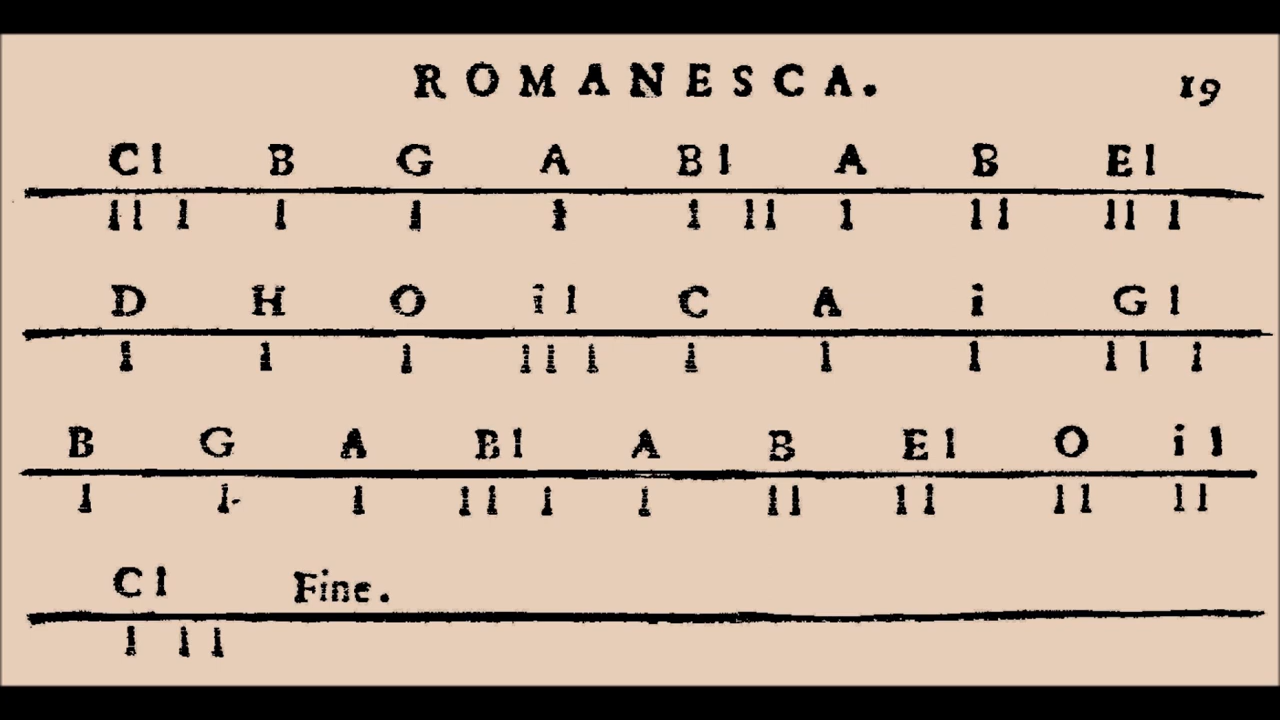 ROMANESCA. 19
C l B G A B l A B E l
l l l l l l l l l l l l l l l
D H O i l C A i G l
l l l l l l l l l l l l
B G A B l A B E l O i l
l l- l l l l l l l l l l l l l
C l Fine.
l l l